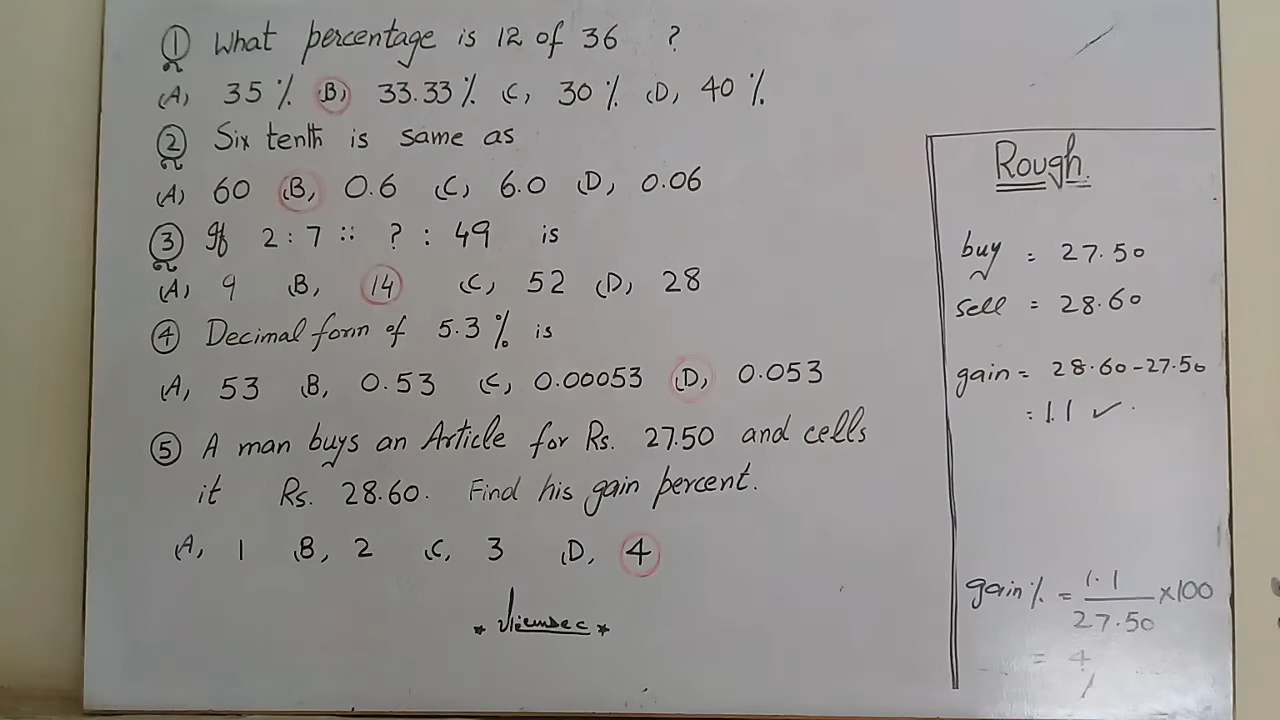 1 What percentage is 12 of 36 ?
(A) 35% (B) 33.33% (C) 30% (D) 40%
2 Six tenth is same as
(A) 60 (B) 0.6 (C) 6.0 (D) 0.06
3 If 2:7 :: ? : 49 is
(A) 9 (B) 14 (C) 52 (D) 28
4 Decimal form of 5.3% is
(A) 53 (B) 0.53 (C) 0.00053 (D) 0.053
5 A man buys an Article for Rs. 27.50 and cells
it Rs. 28.60. Find his gain percent.
A, 1 B, 2 C, 3 D, 4
Rough.
buy = 27.50
sell = 28.60
gain = 28.60-27.50
= 1.1 ✓
gain% = 1.1/27.50 ×100
= 4